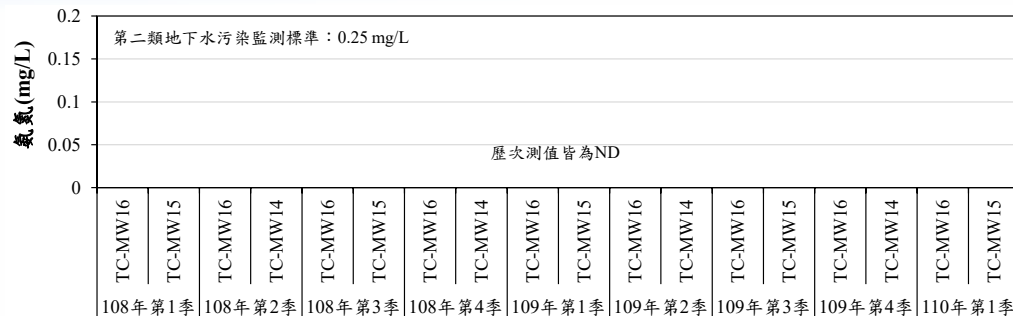 0.2
第二類地下水污染監測標準：0.25 mg/L
0.15
0.1
0.05
0
氨氮(mg/L)
歷次測值皆為ND
TC-MW16 TC-MW15 TC-MW16 TC-MW14 TC-MW16 TC-MW15 TC-MW16 TC-MW14 TC-MW16 TC-MW15 TC-MW16 TC-MW14 TC-MW16 TC-MW15 TC-MW16 TC-MW14 TC-MW16 TC-MW15
108年第1季 108年第2季 108年第3季 108年第4季 109年第1季 109年第2季 109年第3季 109年第4季 110年第1季